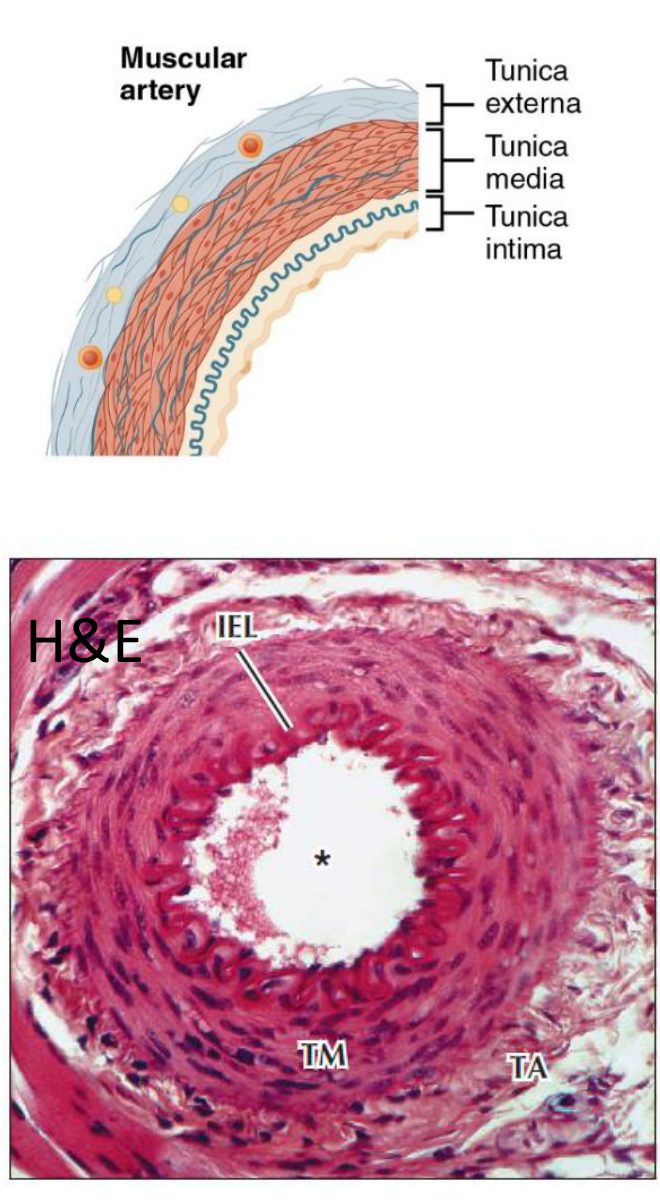 Muscular
artery
Tunica
externa
Tunica
media
Tunica
intima
H&E
IEL
*
TM
TA